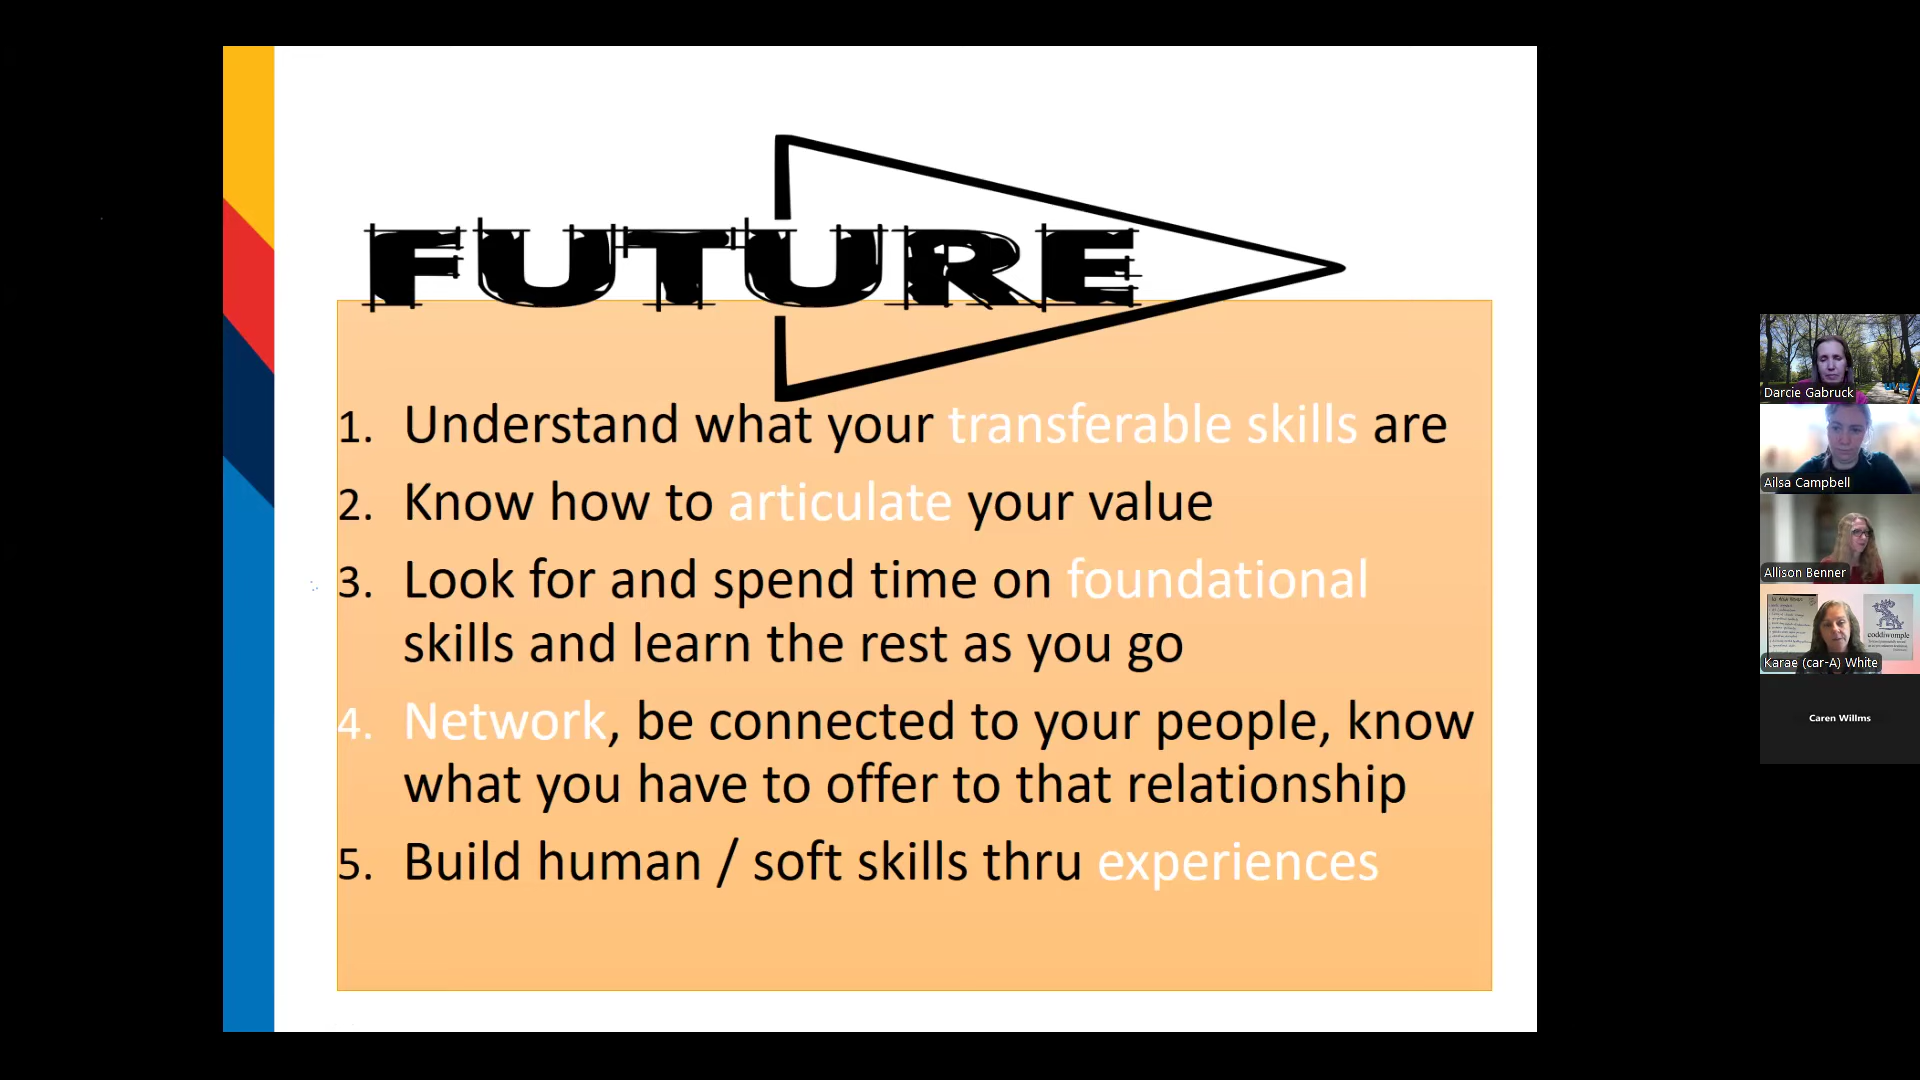 FUTURE
1. Understand what your transferable skills are
2. Know how to articulate your value
3. Look for and spend time on foundational
skills and learn the rest as you go
4. Network, be connected to your people, know
what you have to offer to that relationship
5. Build human / soft skills thru experiences
Darcie Gabruck
Ailsa Campbell
Allison Benner
coddiwomple
Karae (car-A) White
Caren Willms